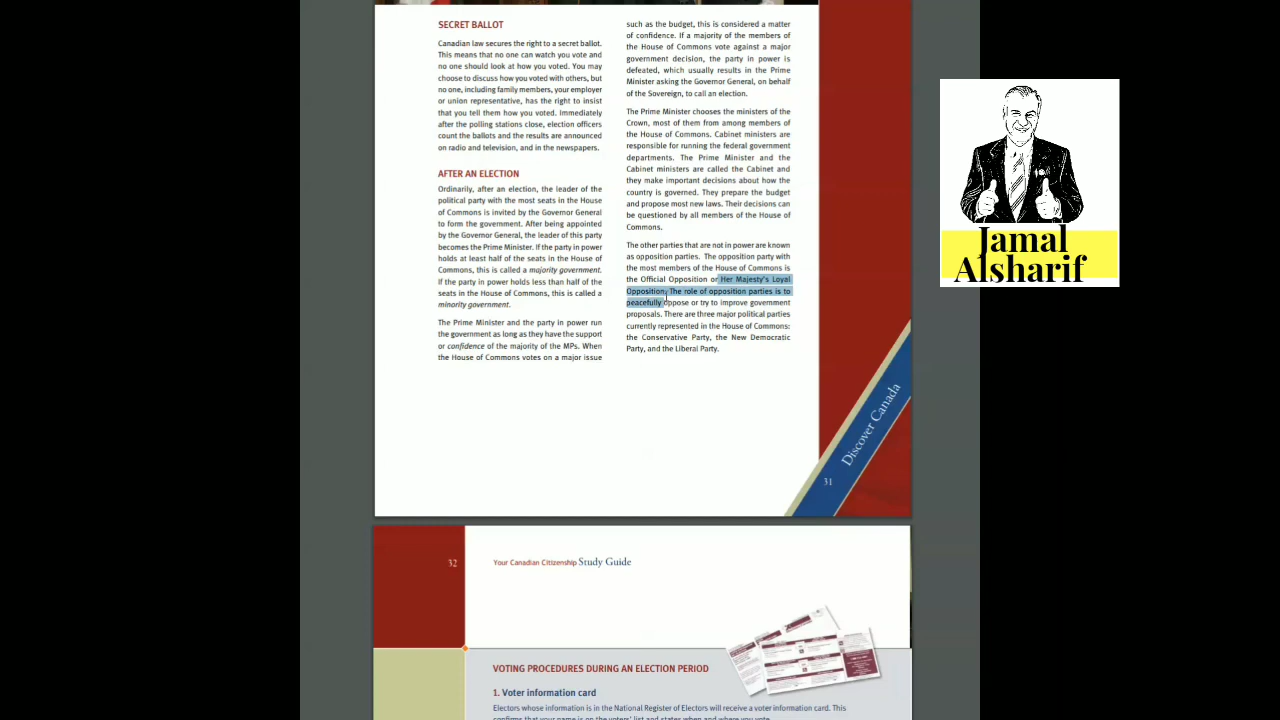 SECRET BALLOT
Canadian law secures the right to a secret ballot.
This means that no one can watch you vote and
no one should look at how you voted. You may
choose to discuss how you voted with others, but
no one, including family members, your employer
or union representative, has the right to insist
that you tell them how you voted. Immediately
after the polling stations close, election officers
count the ballots and the results are announced
on radio and television, and in the newspapers.
AFTER AN ELECTION
Ordinarily, after an election, the leader of the
political party with the most seats in the House
of Commons is invited by the Governor General
to form the government. After being appointed
by the Governor General, the leader of this party
becomes the Prime Minister. If the party in power
holds at least half of the seats in the House of
Commons, this is called a majority government.
If the party in power holds less than half of the
seats in the House of Commons, this is called a
minority government.
The Prime Minister and the party in power run
the government as long as they have the support
or confidence of the majority of the MPs. When
the House of Commons votes on a major issue
such as the budget, this is considered a matter
of confidence. If a majority of the members of
the House of Commons vote against a major
government decision, the party in power is
defeated, which usually results in the Prime
Minister asking the Governor General, on behalf
of the Sovereign, to call an election.
The Prime Minister chooses the ministers of the
Crown, most of them from among members of
the House of Commons. Cabinet ministers are
responsible for running the federal government
departments. The Prime Minister and the
Cabinet ministers are called the Cabinet and
they make important decisions about how the
country is governed. They prepare the budget
and propose most new laws. Their decisions can
be questioned by all members of the House of
Commons.
The other parties that are not in power are known
as opposition parties. The opposition party with
the most members of the House of Commons is
the Official Opposition or Her Majesty's Loyal
Opposition. The role of opposition parties is to
peacefully oppose or try to improve government
proposals. There are three major political parties
currently represented in the House of Commons:
the Conservative Party, the New Democratic
Party, and the Liberal Party.
Discover Canada
31
Jamal
Alsharif
32
Your Canadian Citizenship Study Guide
VOTING PROCEDURES DURING AN ELECTION PERIOD
1. Voter information card
Electors whose information is in the National Register of Electors will receive a voter information card. This
confirms that your name is on the voters' list and states when and where you vote.